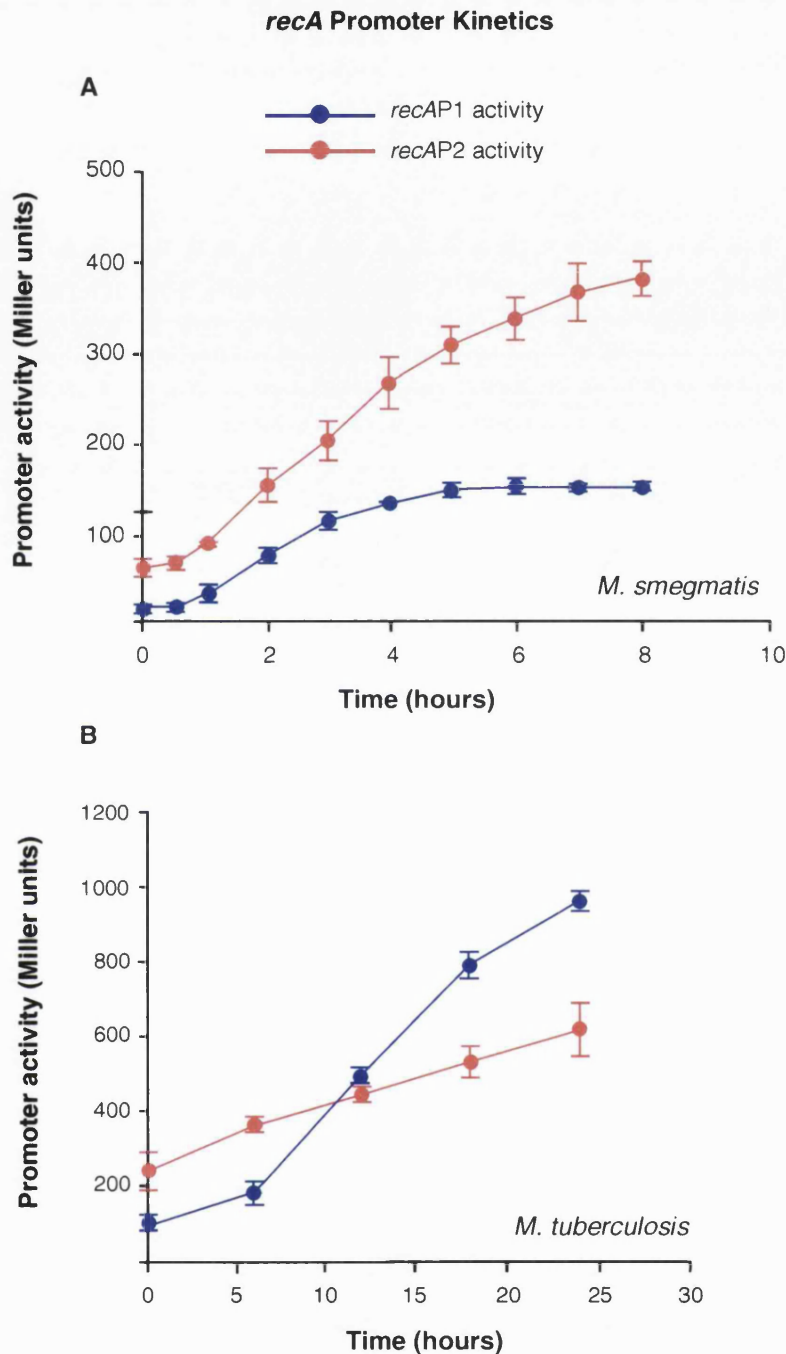 recA Promoter Kinetics
A
recAP1 activity
recAP2 activity
500
400
300
200
100
Promoter activity (Miller units)
M. smegmatis
0 2 4 6 8 10
Time (hours)
B
1200
1000
800
600
400
200
Promoter activity (Miller units)
M. tuberculosis
0 5 10 15 20 25 30
Time (hours)